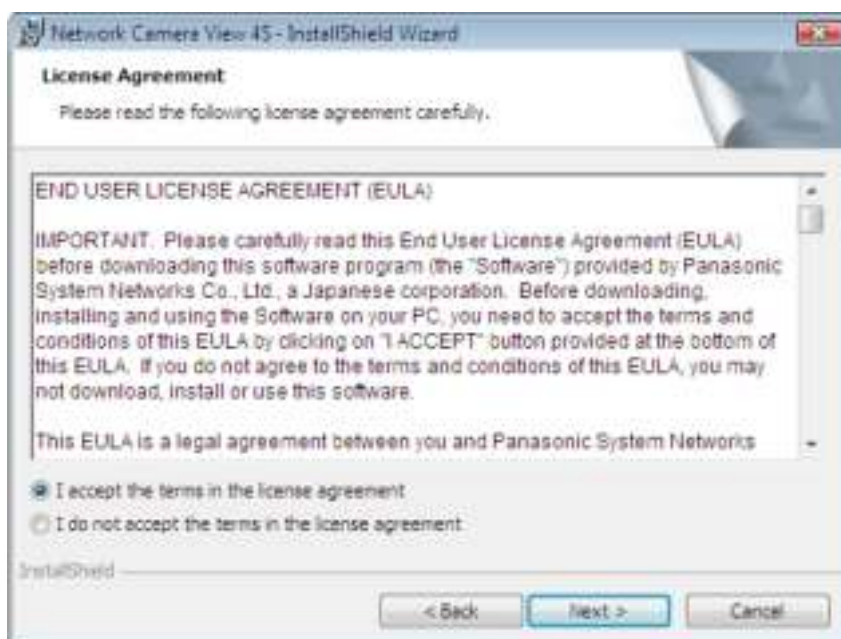 Network Camera View 4S - InstallShield Wizard
License Agreement
Please read the following license agreement carefully.
END USER LICENSE AGREEMENT (EULA)
IMPORTANT. Please carefully read this End User License Agreement (EULA)
before downloading this software program (the "Software") provided by Panasonic
System Networks Co., Ltd., a Japanese corporation. Before downloading,
installing and using the Software on your PC, you need to accept the terms and
conditions of this EULA by clicking on "I ACCEPT" button provided at the bottom of
this EULA. If you do not agree to the terms and conditions of this EULA, you may
not download, install or use this software.
This EULA is a legal agreement between you and Panasonic System Networks
I accept the terms in the license agreement
I do not accept the terms in the license agreement
InstallShield
< Back
Next >
Cancel